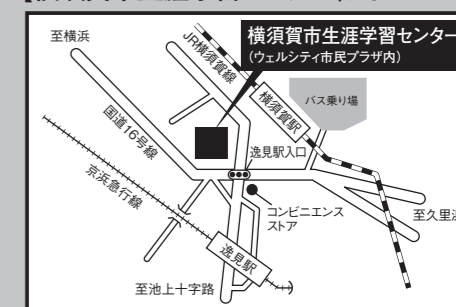 至横浜
JR横須賀線
横須賀市生涯学習センター
(ウェルシティ市民プラザ内)
横須賀駅
バス乗り場
国道16号線
逸見駅入口
京浜急行線
コンビニエンス
ストア
至久里浜
逸見駅
至池上十字路